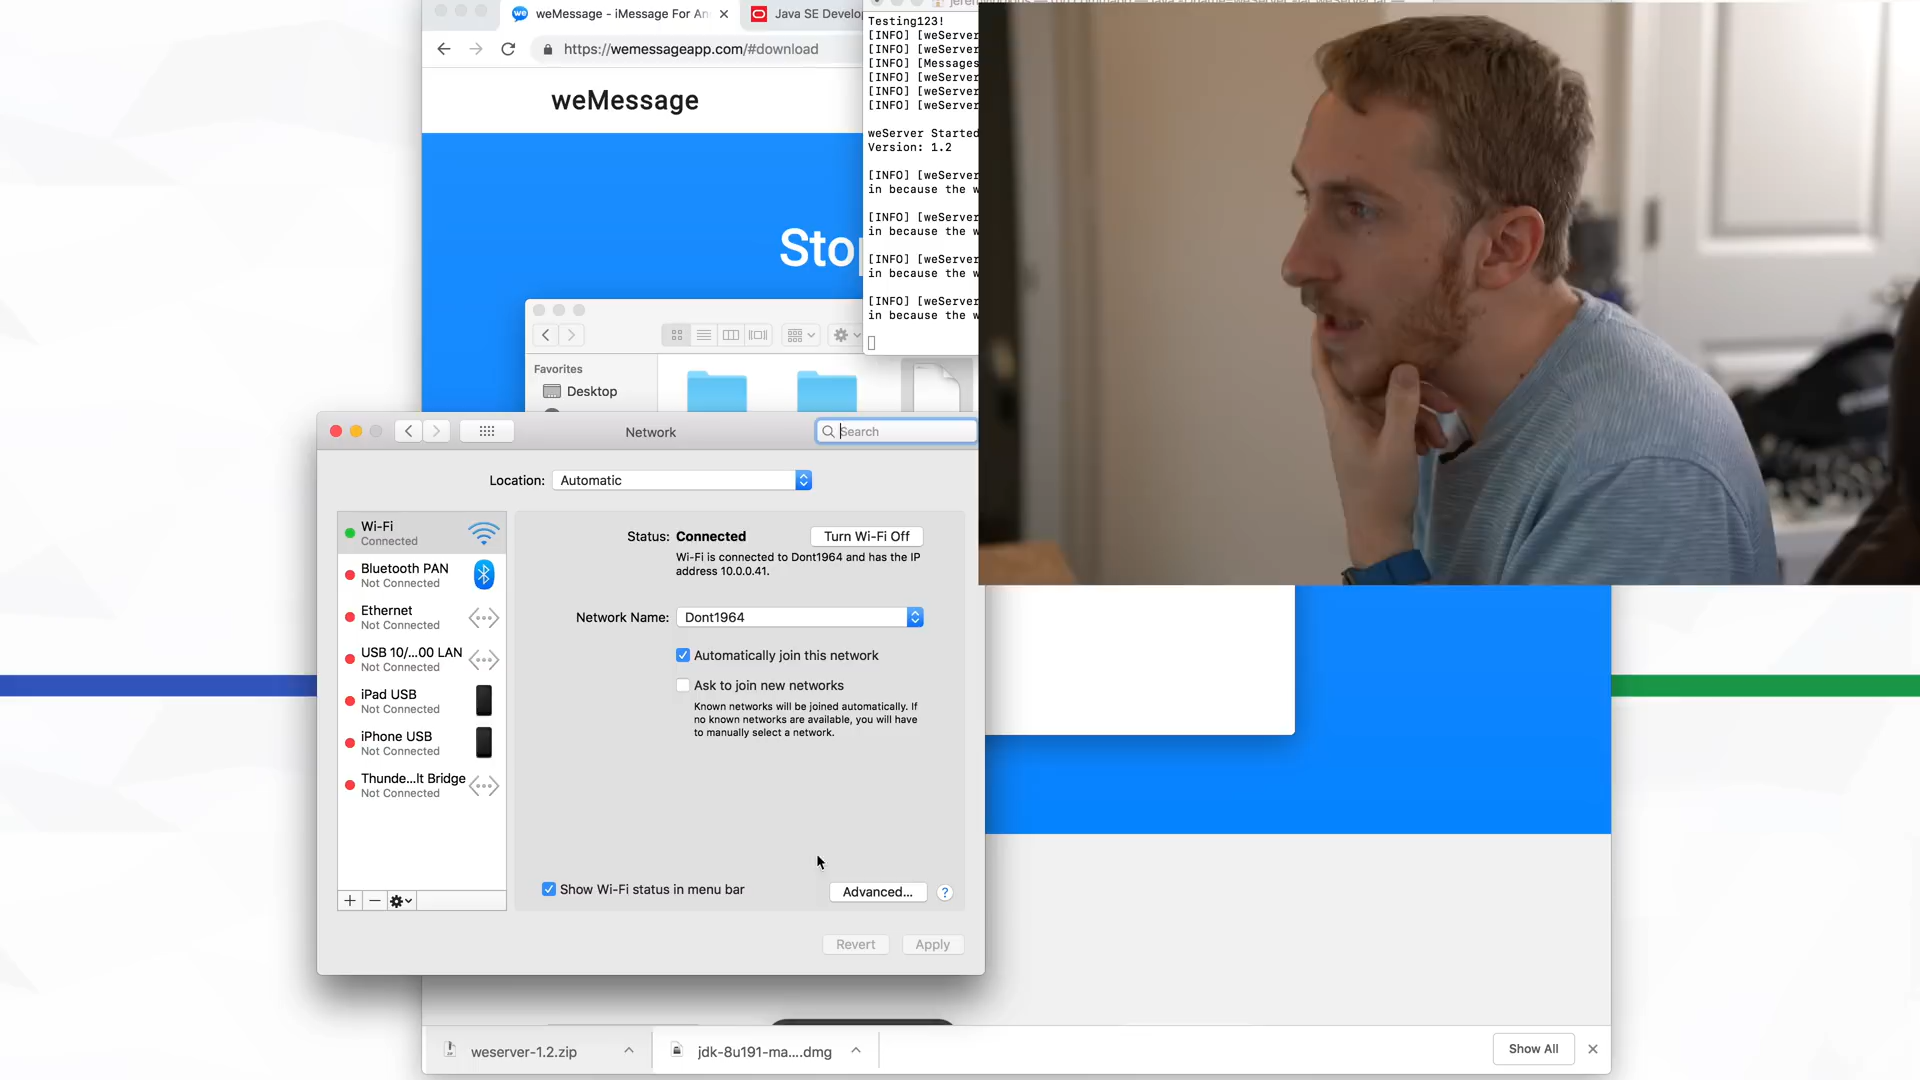 weMessage - iMessage For An
Java SE Develo
https://wemessageapp.com/#download
weMessage
Testing123!
[INFO] [weServer
[INFO] [weServer
[INFO] [Messages
[INFO] [weServer
[INFO] [weServer
[INFO] [weServer
weServer Started
Version: 1.2
[INFO] [weServer
in because the w
[INFO] [weServer
in because the w
[INFO] [weServer
in because the w
[INFO] [weServer
in because the w
Sto
Favorites
Desktop
Network
Search
Location: Automatic
Wi-Fi
Connected
Bluetooth PAN
Not Connected
Ethernet
Not Connected
USB 10/...00 LAN
Not Connected
iPad USB
Not Connected
iPhone USB
Not Connected
Thunde...lt Bridge
Not Connected
Status: Connected
Turn Wi-Fi Off
Wi-Fi is connected to Dont1964 and has the IP
address 10.0.0.41.
Network Name: Dont1964
Automatically join this network
Ask to join new networks
Known networks will be joined automatically. If
no known networks are available, you will have
to manually select a network.
Show Wi-Fi status in menu bar
Advanced...
?
Revert
Apply
weserver-1.2.zip
jdk-8u191-ma....dmg
Show All